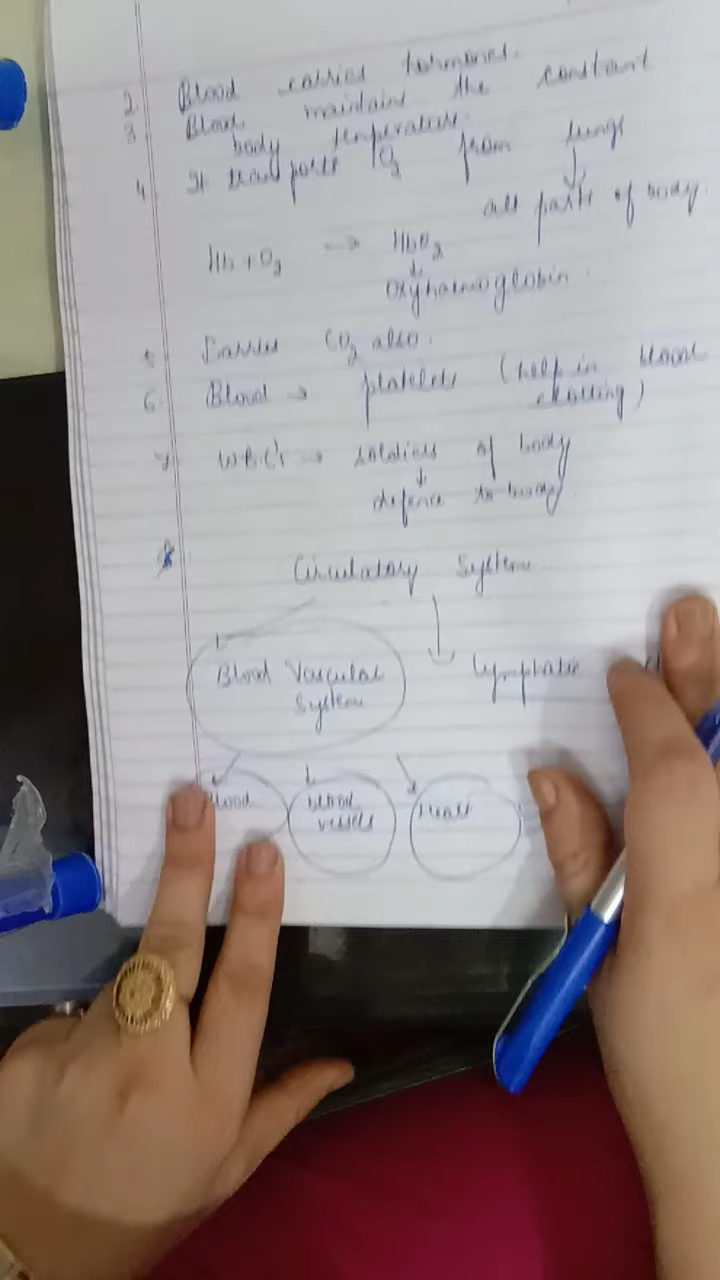 2. Blood carries hormones.
3 Blood maintains the constant
body temperature.
4. It transports O2 from lungs
↓
all parts of body.
Hb + O2 → HbO2
↓
Oxyhaemoglobin.
5 Carries CO2 also.
6. Blood → platelets (help in blood
clotting)
7 W.B.C's → soldiers of body
↓
defence to body
Circulatory System
Blood Vascular
System
Lymphatic
Blood
blood
vessels
Heart